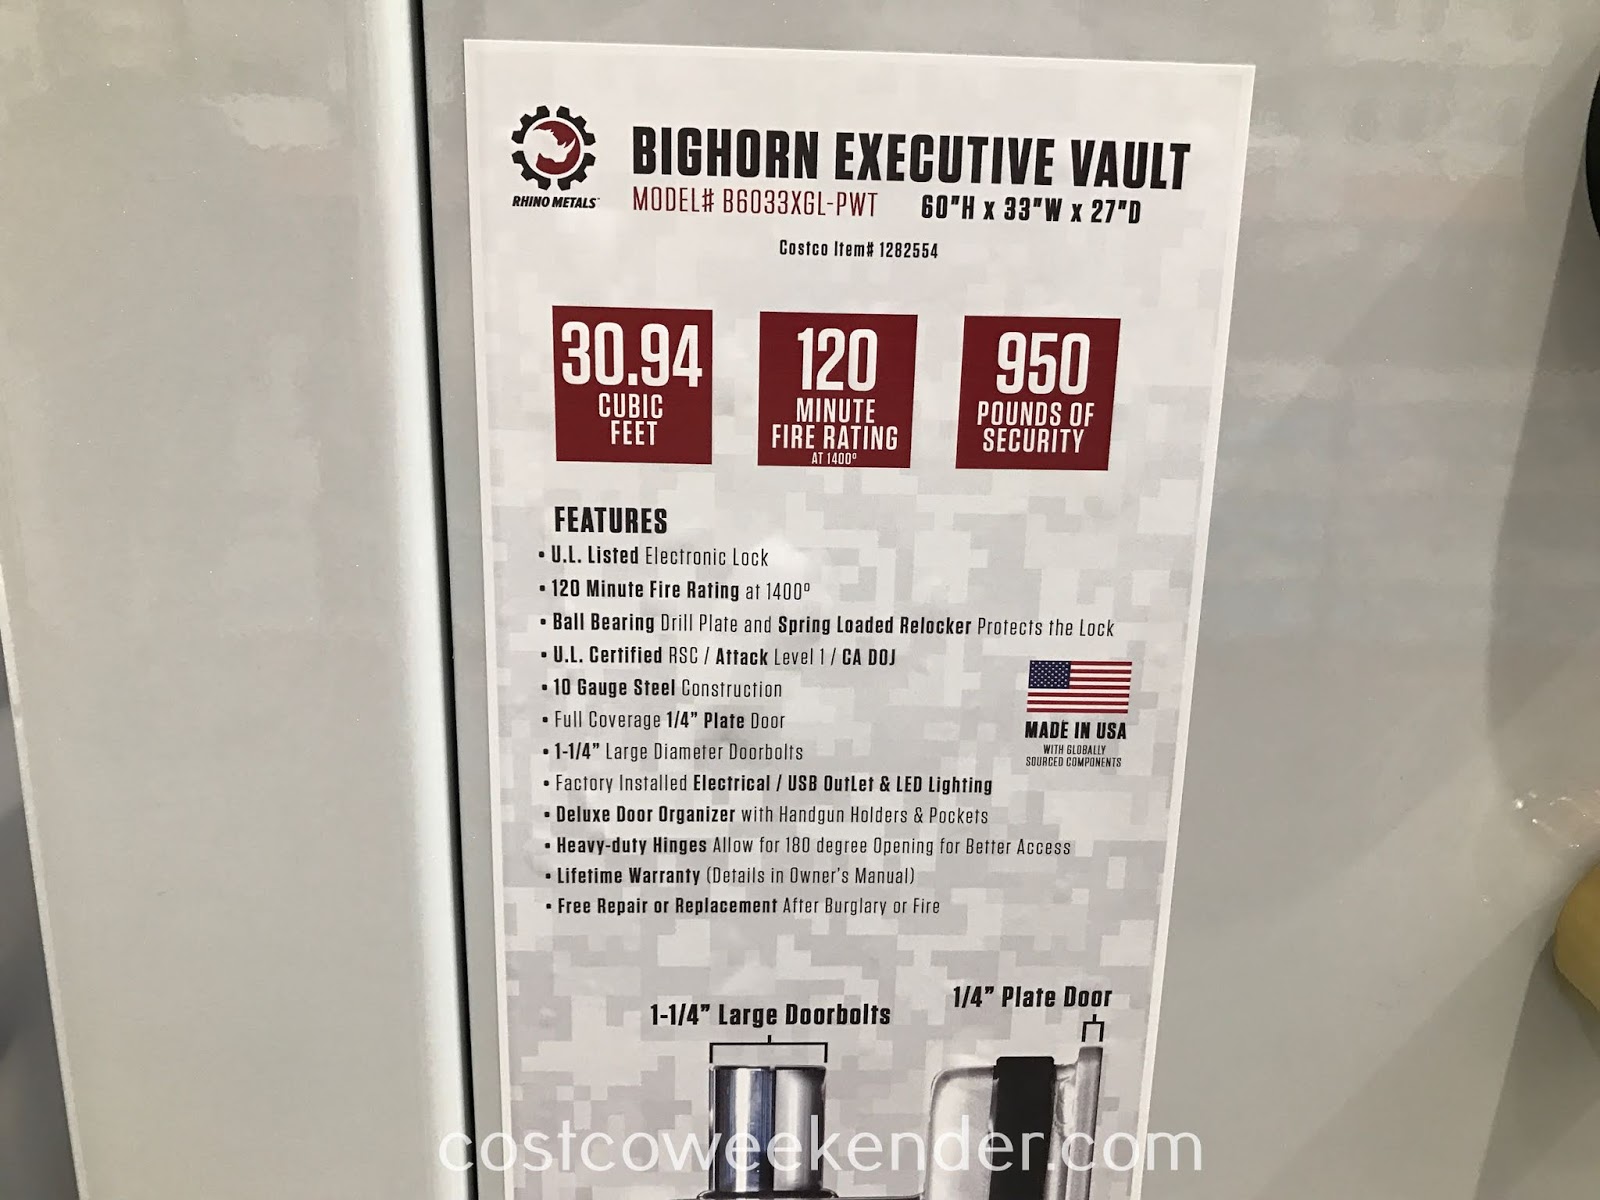 RHINO METALS
BIGHORN EXECUTIVE VAULT
MODEL# B6033XGL-PWT 60"H x 33"W x 27"D
Costco Item# 1282554
30.94
CUBIC
FEET
120
MINUTE
FIRE RATING
AT 1400º
950
POUNDS OF
SECURITY
FEATURES
• U.L. Listed Electronic Lock
• 120 Minute Fire Rating at 1400º
• Ball Bearing Drill Plate and Spring Loaded Relocker Protects the Lock
• U.L. Certified RSC / Attack Level 1 / CA DOJ
• 10 Gauge Steel Construction
• Full Coverage 1/4" Plate Door
• 1-1/4" Large Diameter Doorbolts
• Factory Installed Electrical / USB OutLet & LED Lighting
• Deluxe Door Organizer with Handgun Holders & Pockets
• Heavy-duty Hinges Allow for 180 degree Opening for Better Access
• Lifetime Warranty (Details in Owner's Manual)
• Free Repair or Replacement After Burglary or Fire
MADE IN USA
WITH GLOBALLY
SOURCED COMPONENTS
1-1/4" Large Doorbolts
1/4" Plate Door
costcoweekender.com